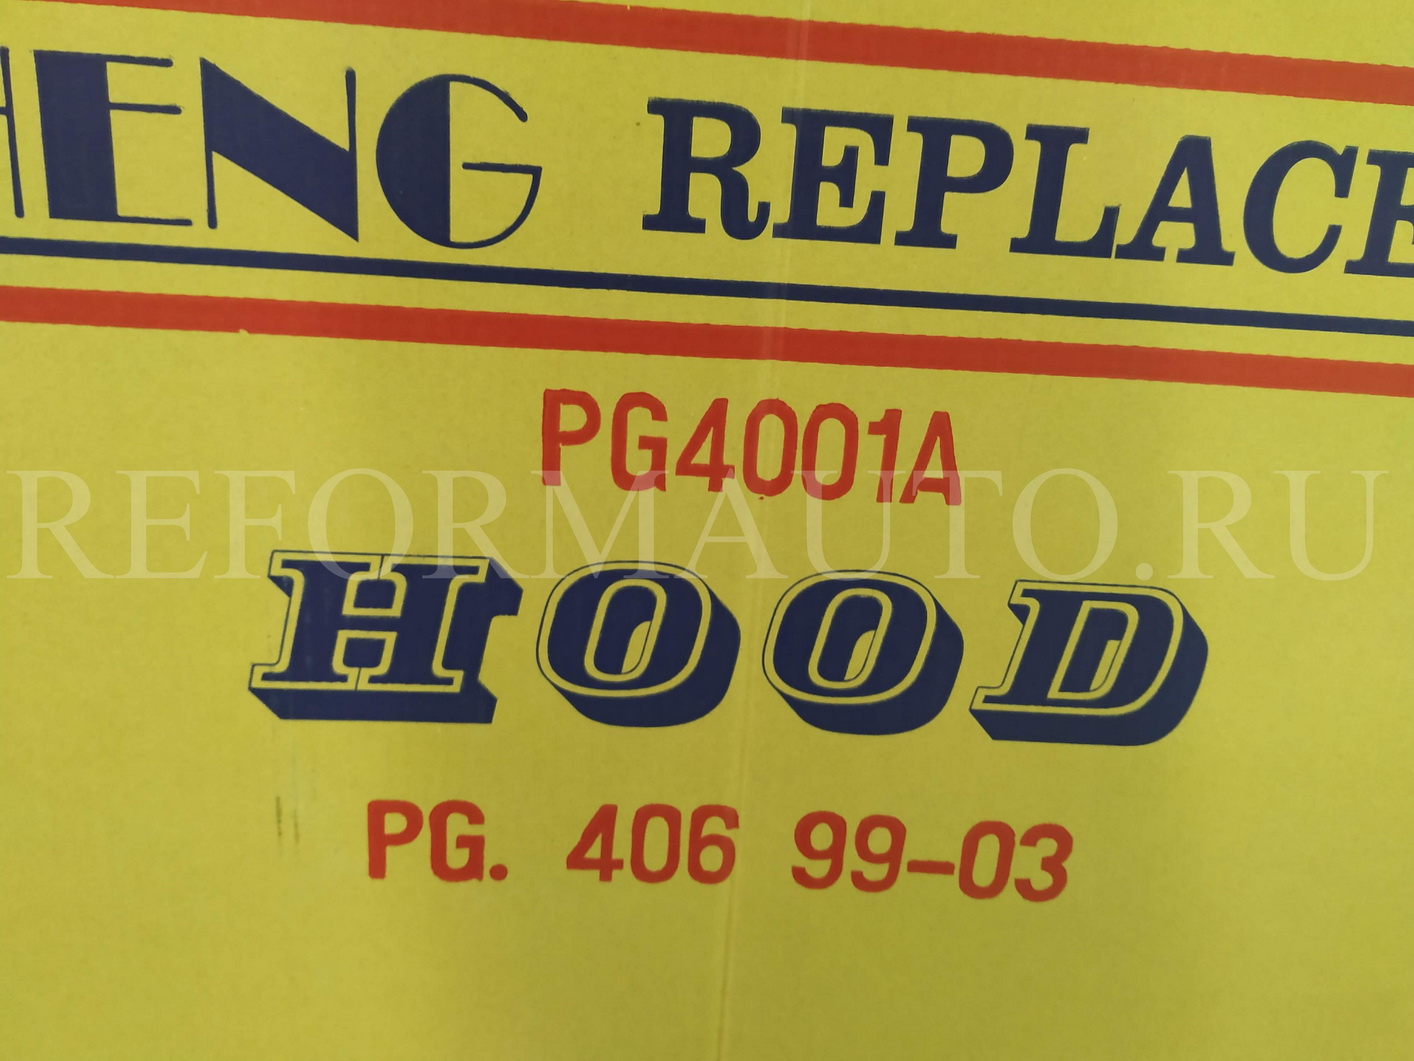 HENG REPLACE
PG4001A
REFORMAUTO.RU
HOOD
PG. 406 99-03